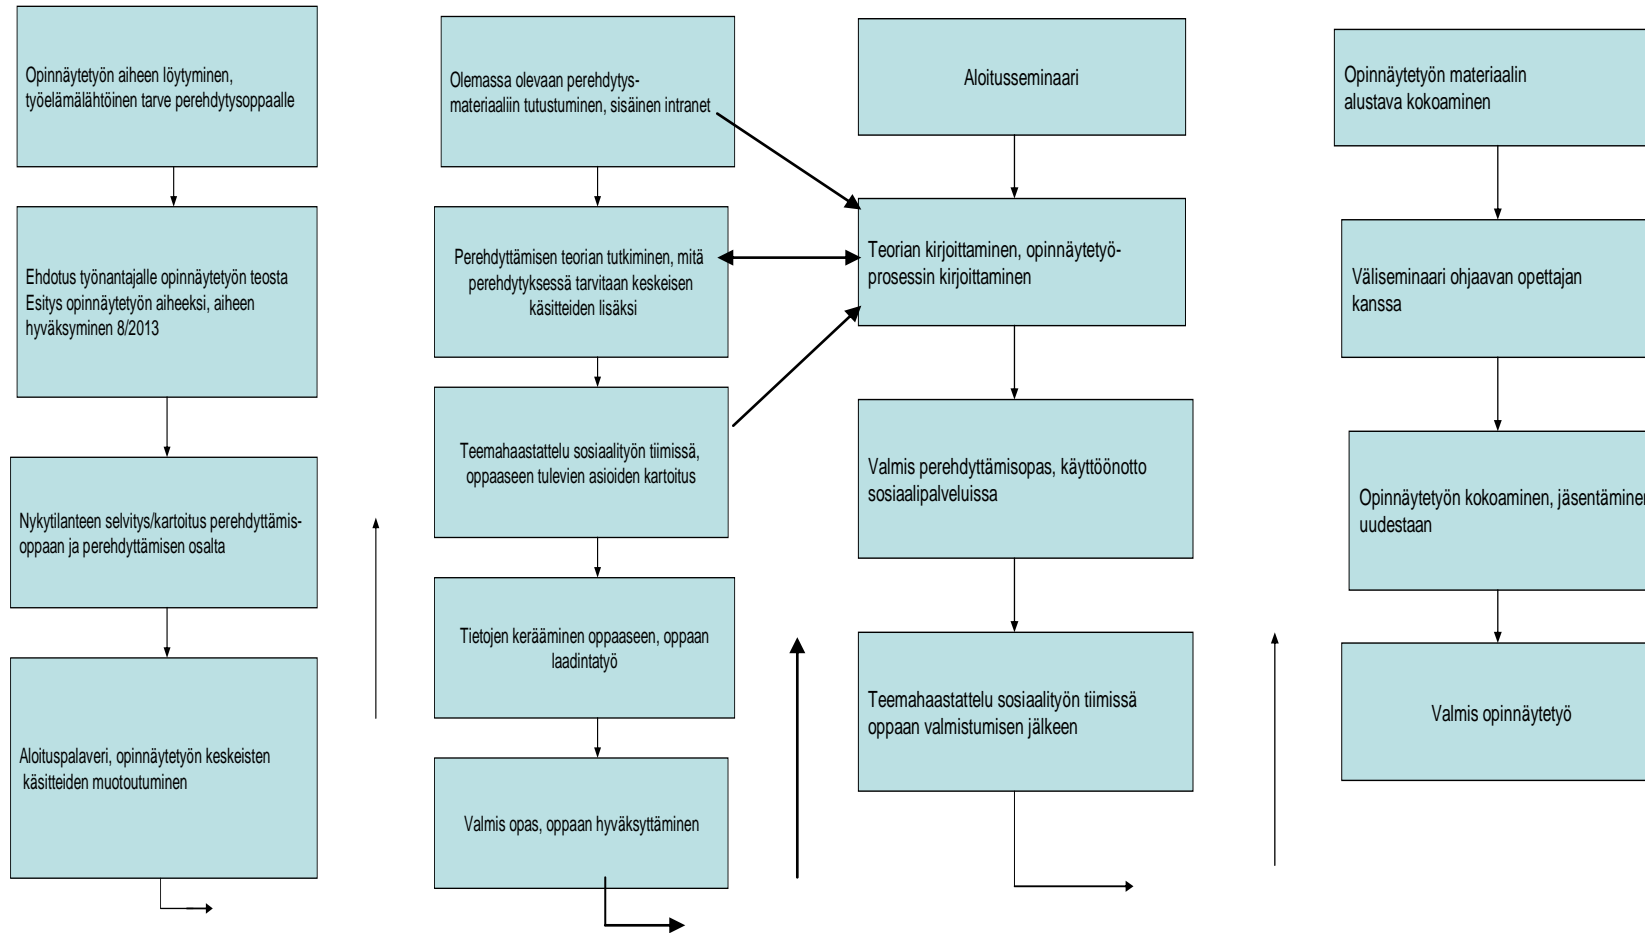 Opinnäytetyön aiheen löytyminen,
työelämälähtöinen tarve perehdytysoppaalle
Ehdotus työnantajalle opinnäytetyön teosta
Esitys opinnäytetyön aiheeksi, aiheen
hyväksyminen 8/2013
Nykytilanteen selvitys/kartoitus perehdyttämis-
oppaan ja perehdyttämisen osalta
Aloituspalaveri, opinnäytetyön keskeisten
käsitteiden muotoutuminen
Olemassa olevaan perehdytys-
materiaaliin tutustuminen, sisäinen intranet
Perehdyttämisen teorian tutkiminen, mitä
perehdytyksessä tarvitaan keskeisen
käsitteiden lisäksi
Teemahaastattelu sosiaalityön tiimissä,
oppaaseen tulevien asioiden kartoitus
Tietojen kerääminen oppaaseen, oppaan
laadintatyö
Valmis opas, oppaan hyväksyttäminen
Aloitusseminaari
Teorian kirjoittaminen, opinnäytetyö-
prosessin kirjoittaminen
Valmis perehdyttämisopas, käyttöönotto
sosiaalipalveluissa
Teemahaastattelu sosiaalityön tiimissä
oppaan valmistumisen jälkeen
Opinnäytetyön materiaalin
alustava kokoaminen
Väliseminaari ohjaavan opettajan
kanssa
Opinnäytetyön kokoaminen, jäsentäminen
uudestaan
Valmis opinnäytetyö